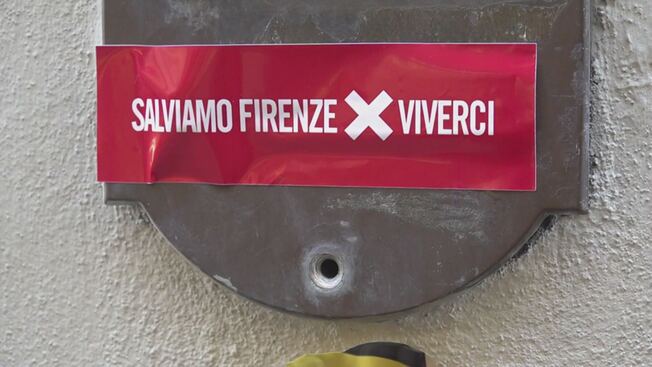 SALVIAMO FIRENZE X VIVERCI